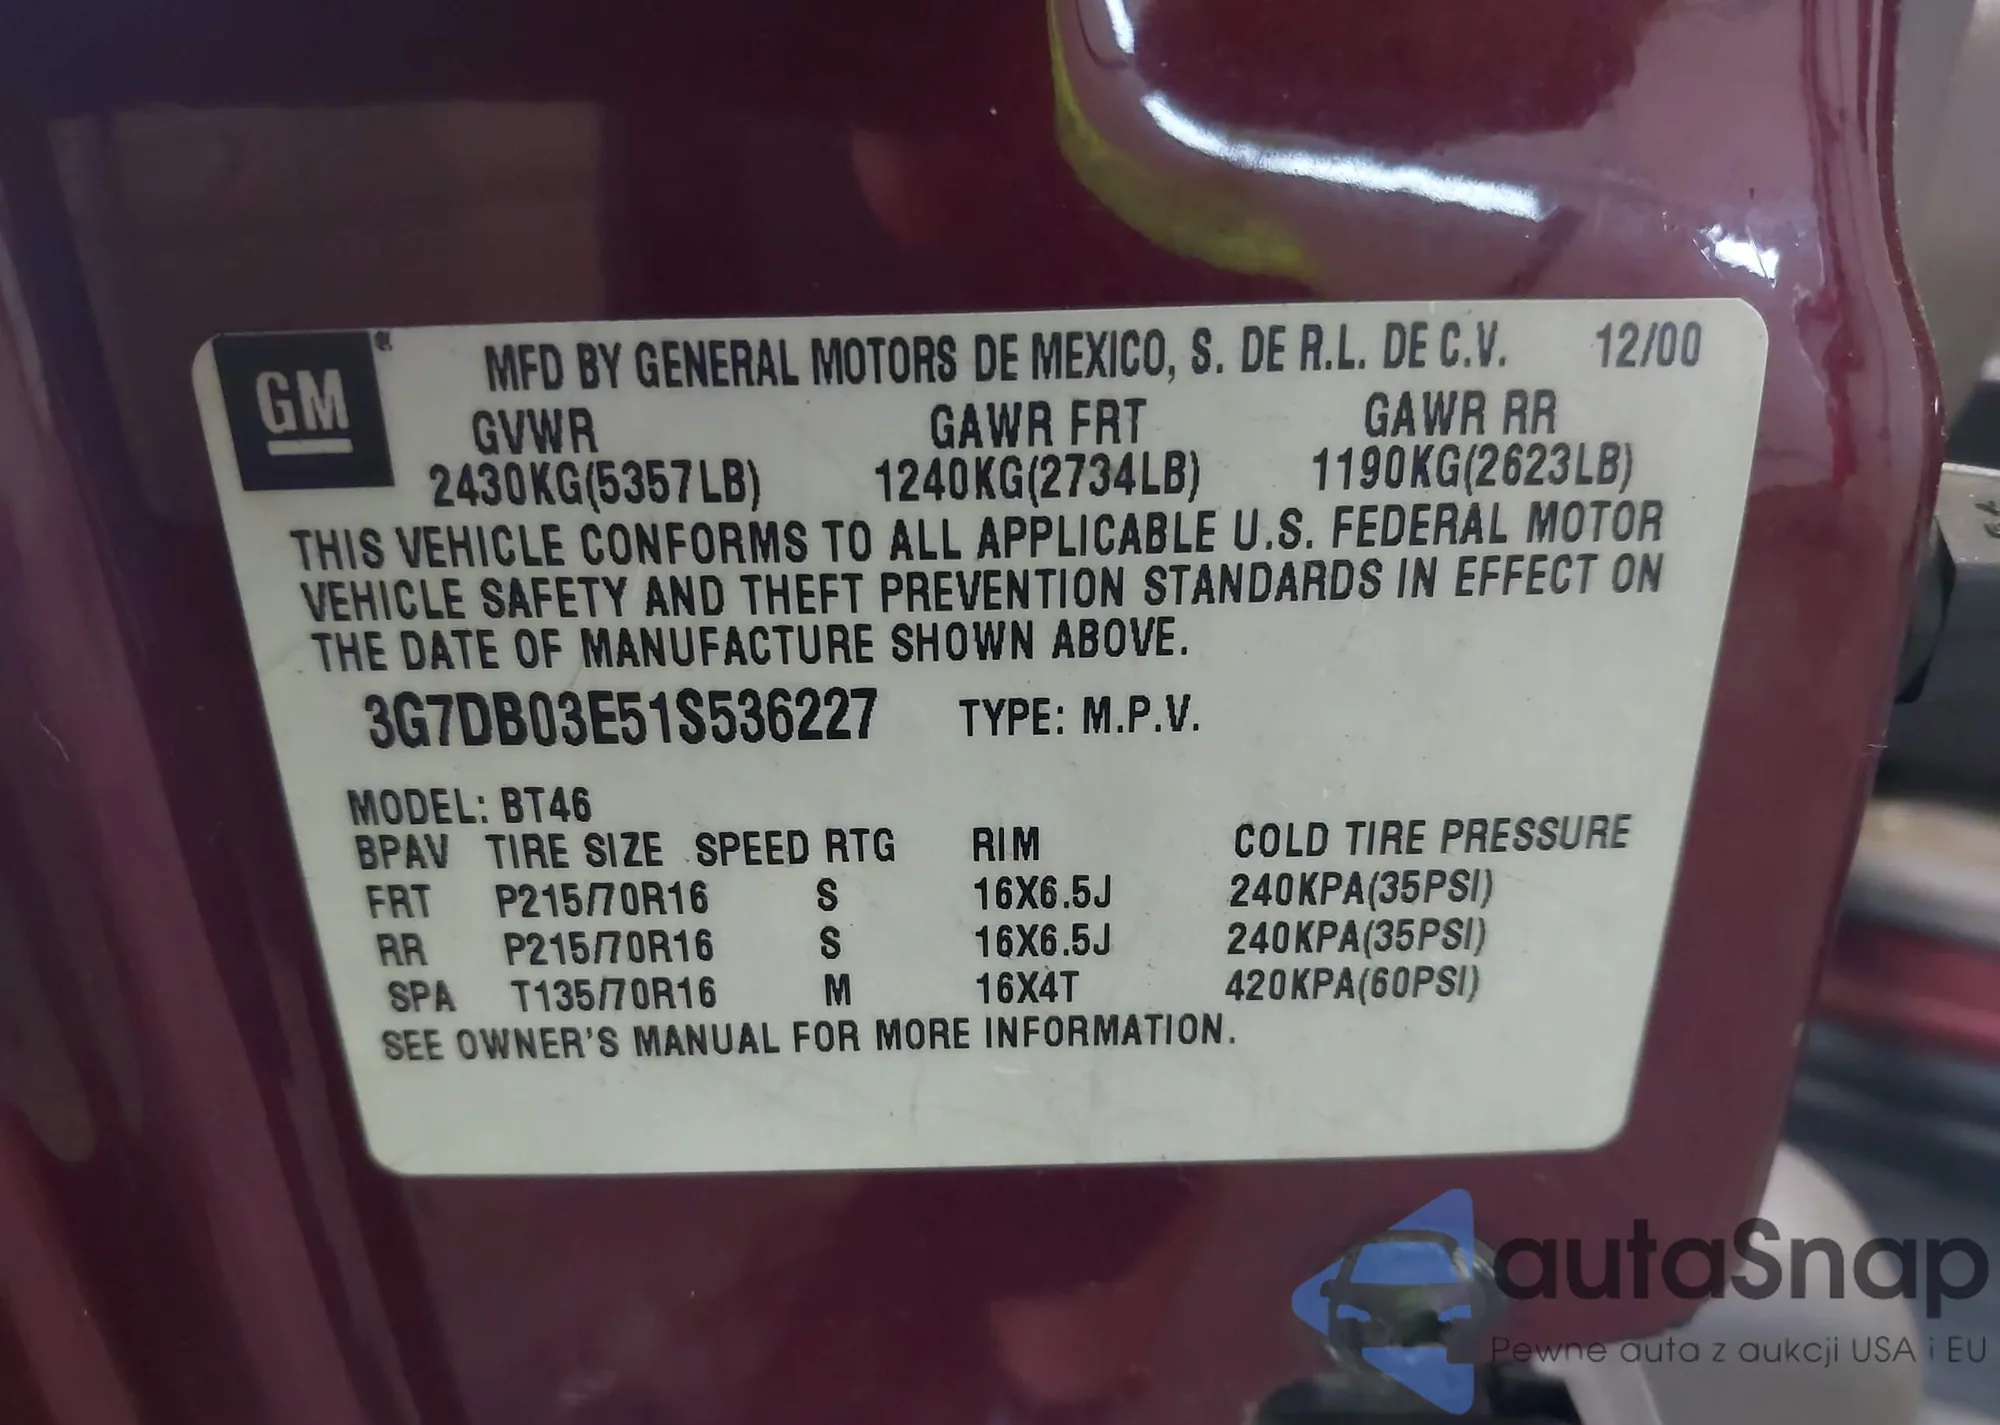 GM
MFD BY GENERAL MOTORS DE MEXICO, S. DE R.L. DE C.V. 12/00
GVWR GAWR FRT GAWR RR
2430KG(5357LB) 1240KG(2734LB) 1190KG(2623LB)
THIS VEHICLE CONFORMS TO ALL APPLICABLE U.S. FEDERAL MOTOR
VEHICLE SAFETY AND THEFT PREVENTION STANDARDS IN EFFECT ON
THE DATE OF MANUFACTURE SHOWN ABOVE.
3G7DB03E51S536227 TYPE: M.P.V.
MODEL: BT46
BPAV TIRE SIZE SPEED RTG RIM COLD TIRE PRESSURE
FRT P215/70R16 S 16X6.5J 240KPA(35PSI)
RR P215/70R16 S 16X6.5J 240KPA(35PSI)
SPA T135/70R16 M 16X4T 420KPA(60PSI)
SEE OWNER'S MANUAL FOR MORE INFORMATION.
autaSnap
Pewne auta z aukcji USA i EU